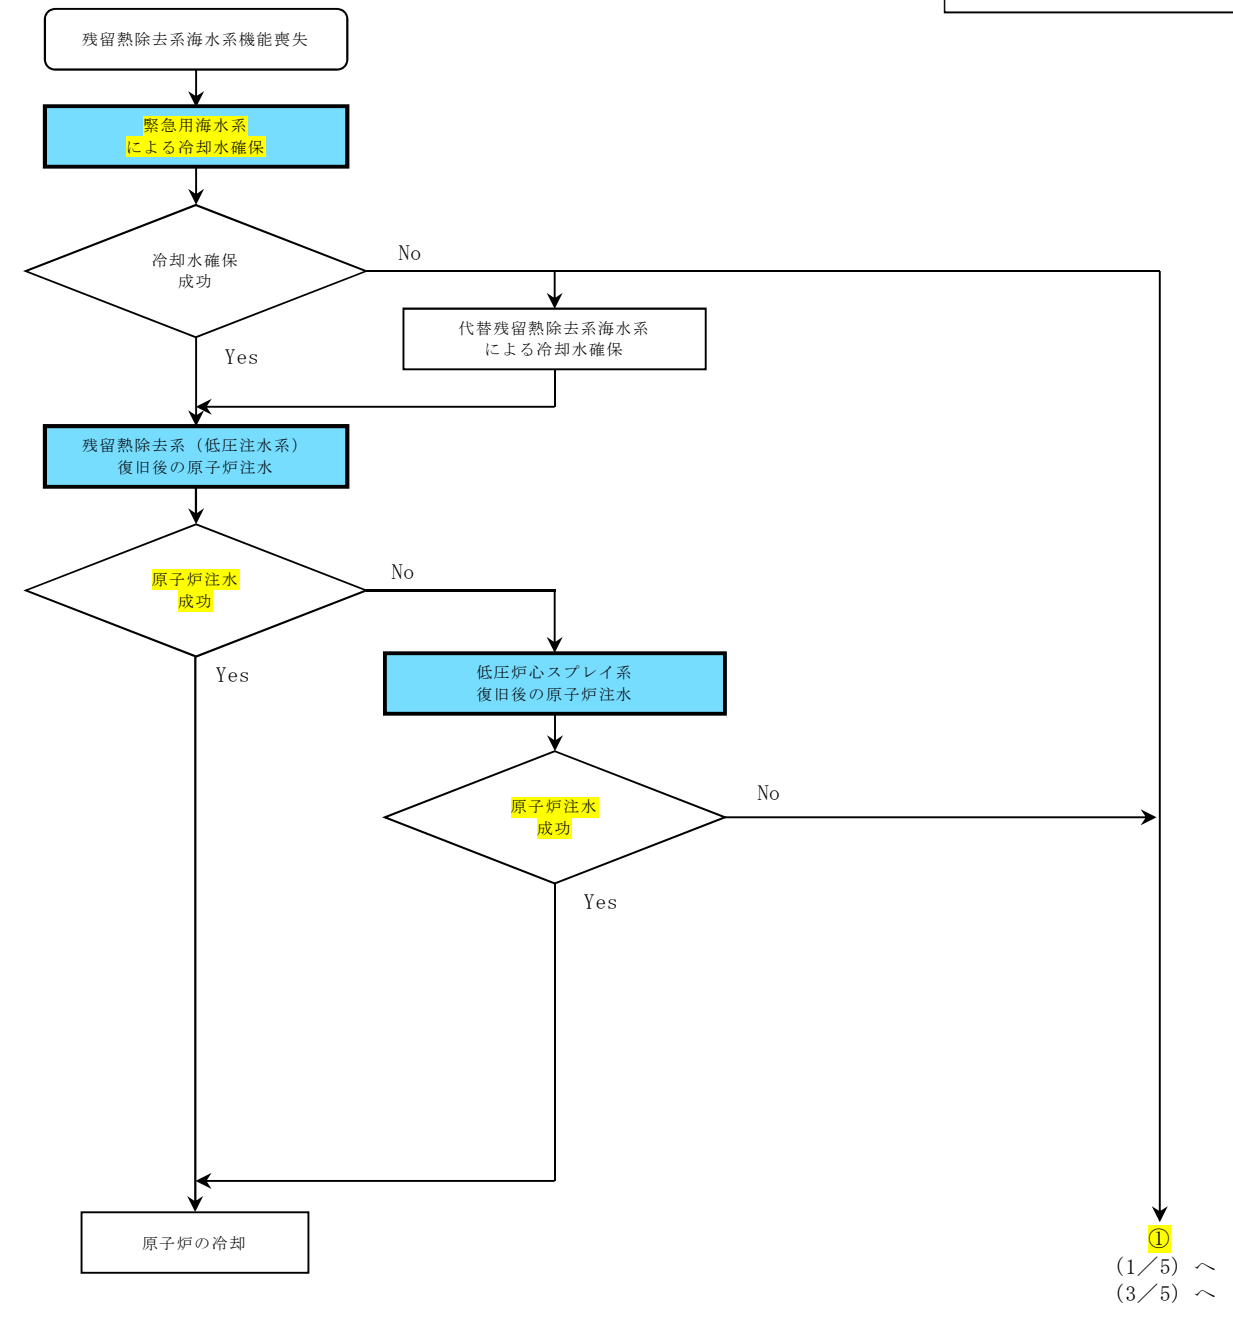 残留熱除去系海水系機能喪失
緊急用海水系
による冷却水確保
冷却水確保
成功
No
代替残留熱除去系海水系
による冷却水確保
Yes
残留熱除去系（低圧注水系）
復旧後の原子炉注水
原子炉注水
成功
No
Yes
低圧炉心スプレイ系
復旧後の原子炉注水
原子炉注水
成功
No
Yes
原子炉の冷却
①
(1／5) へ
(3／5) へ